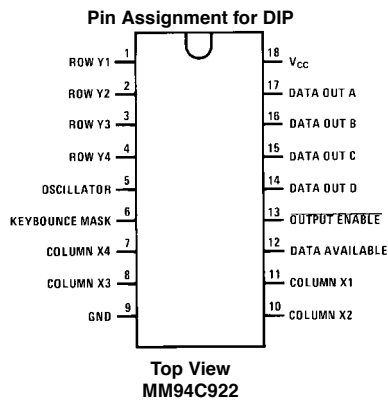 Pin Assignment for DIP
ROW Y1 1 18 VCC
ROW Y2 2 17 DATA OUT A
ROW Y3 3 16 DATA OUT B
ROW Y4 4 15 DATA OUT C
OSCILLATOR 5 14 DATA OUT D
KEYBOUNCE MASK 6 13 OUTPUT ENABLE
COLUMN X4 7 12 DATA AVAILABLE
COLUMN X3 8 11 COLUMN X1
GND 9 10 COLUMN X2
Top View
MM94C922